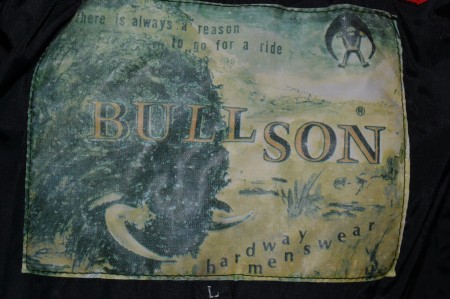 there is always a reason
to go for a ride
BULLSON®
hardway
menswear
L